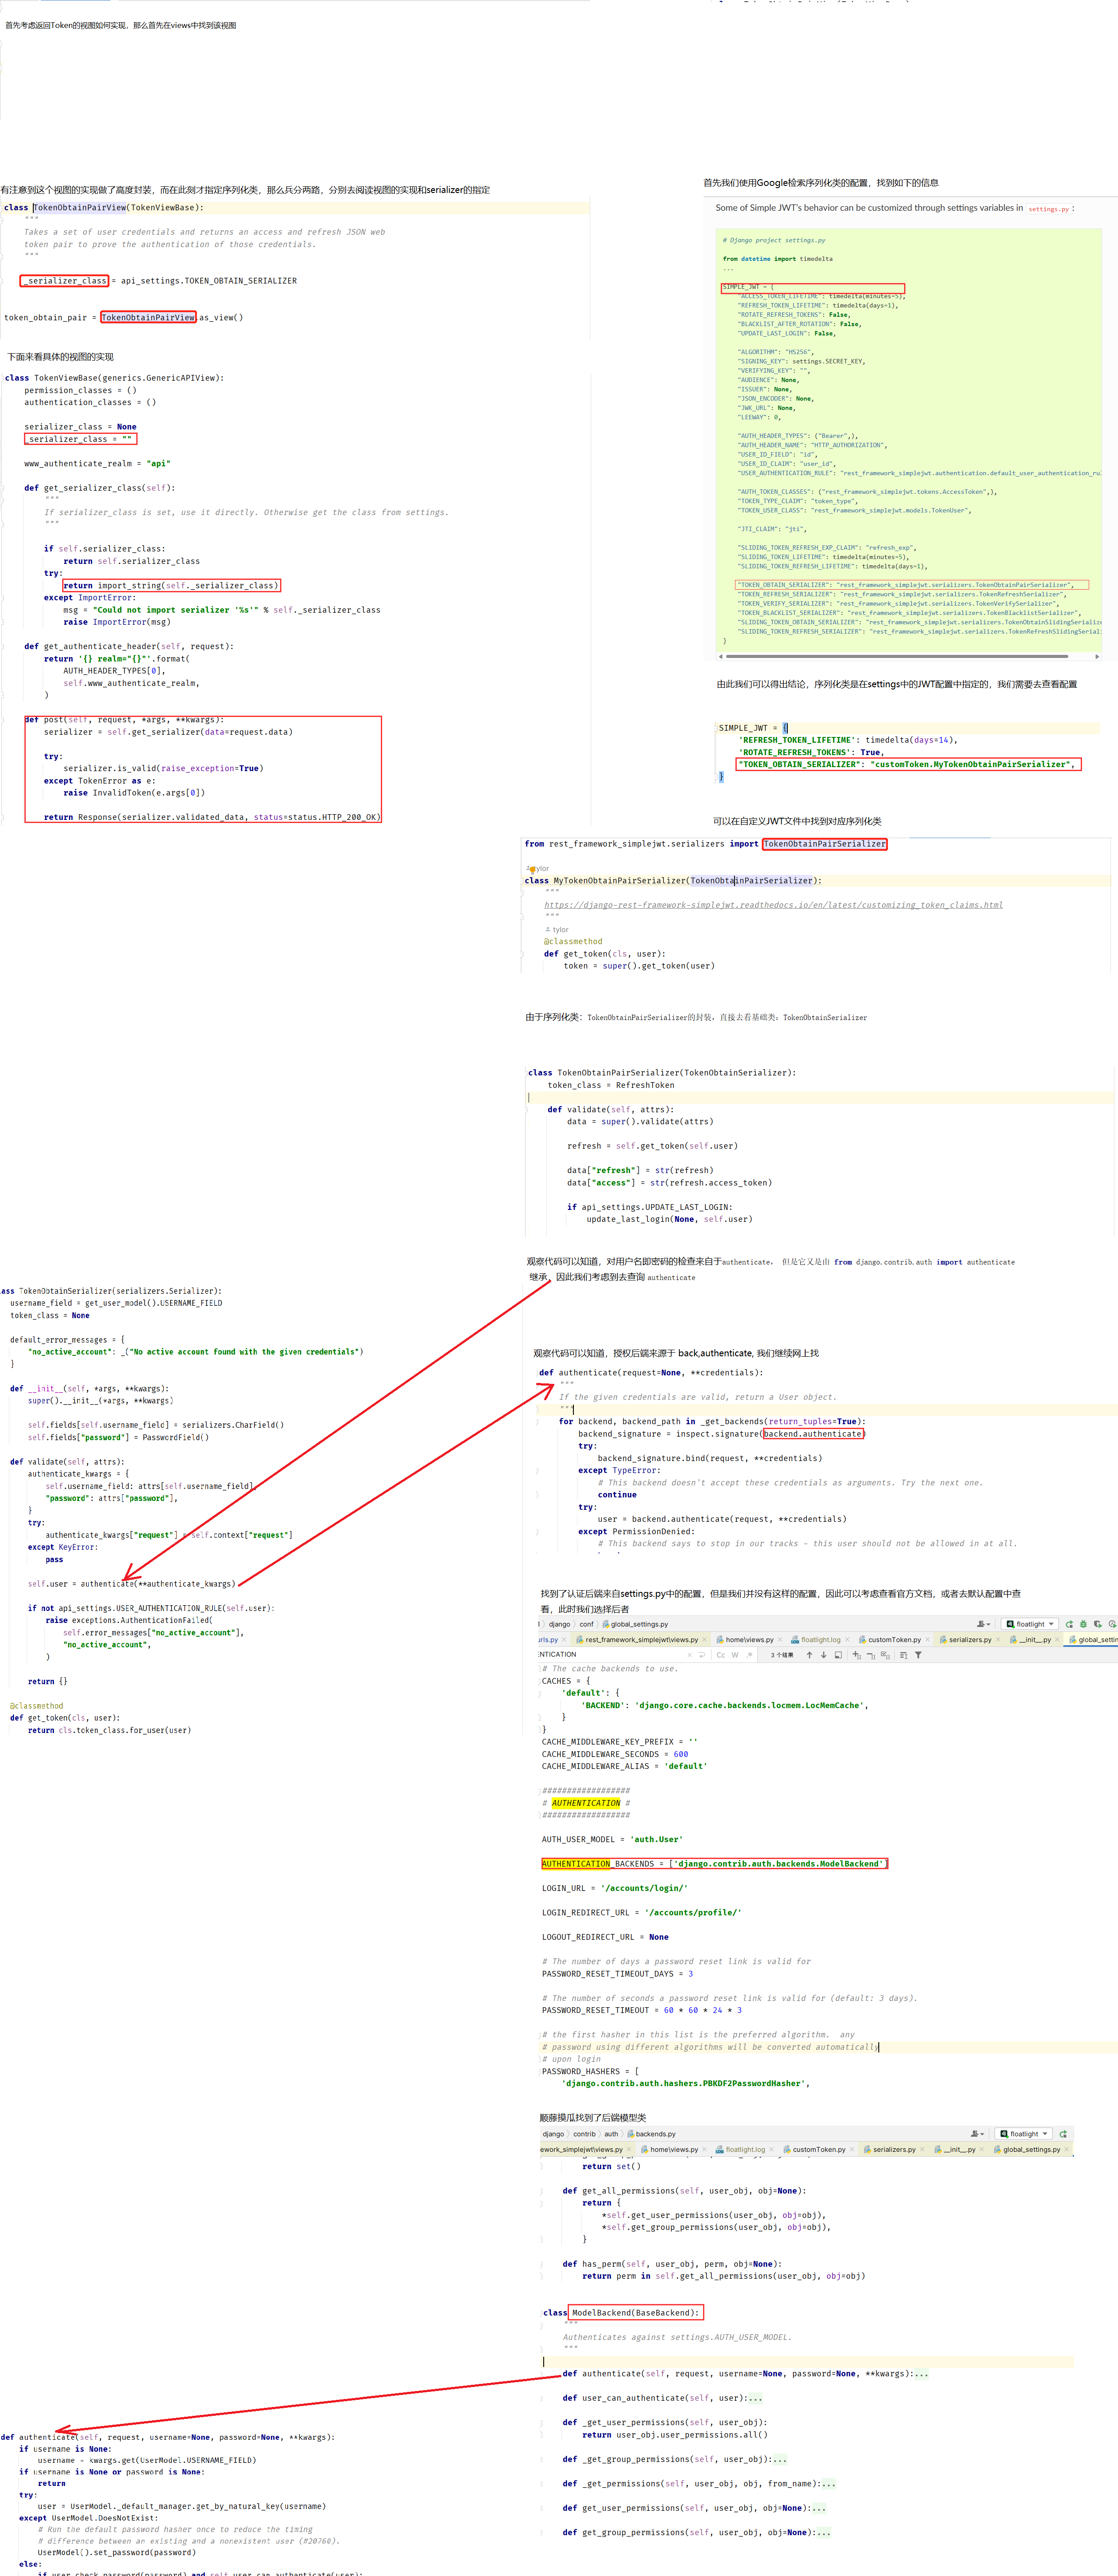 首先考虑返回Token的视图如何实现，那么首先在views中找到该视图
有注意到这个视图的实现做了高度封装，而在此刻才指定序列化类，那么兵分两路，分别去阅读视图的实现和serializer的指定
class TokenObtainPairView(TokenViewBase):
"""
Takes a set of user credentials and returns an access and refresh JSON web
token pair to prove the authentication of those credentials.
"""
_serializer_class = api_settings.TOKEN_OBTAIN_SERIALIZER
token_obtain_pair = TokenObtainPairView.as_view()
下面来看具体的视图的实现
class TokenViewBase(generics.GenericAPIView):
permission_classes = ()
authentication_classes = ()
serializer_class = None
_serializer_class = ""
www_authenticate_realm = "api"
def get_serializer_class(self):
"""
If serializer_class is set, use it directly. Otherwise get the class from settings.
"""
if self.serializer_class:
return self.serializer_class
try:
return import_string(self._serializer_class)
except ImportError:
msg = "Could not import serializer '%s'" % self._serializer_class
raise ImportError(msg)
def get_authenticate_header(self, request):
return '{} realm="{}"'.format(
AUTH_HEADER_TYPES[0],
self.www_authenticate_realm,
)
def post(self, request, *args, **kwargs):
serializer = self.get_serializer(data=request.data)
try:
serializer.is_valid(raise_exception=True)
except TokenError as e:
raise InvalidToken(e.args[0])
return Response(serializer.validated_data, status=status.HTTP_200_OK)
首先我们使用Google检索序列化类的配置，找到如下的信息
Some of Simple JWT's behavior can be customized through settings variables in settings.py :
# Django project settings.py
from datetime import timedelta
...
SIMPLE_JWT = {
"ACCESS_TOKEN_LIFETIME": timedelta(minutes=5),
"REFRESH_TOKEN_LIFETIME": timedelta(days=1),
"ROTATE_REFRESH_TOKENS": False,
"BLACKLIST_AFTER_ROTATION": False,
"UPDATE_LAST_LOGIN": False,
"ALGORITHM": "HS256",
"SIGNING_KEY": settings.SECRET_KEY,
"VERIFYING_KEY": "",
"AUDIENCE": None,
"ISSUER": None,
"JSON_ENCODER": None,
"JWK_URL": None,
"LEEWAY": 0,
"AUTH_HEADER_TYPES": ("Bearer",),
"AUTH_HEADER_NAME": "HTTP_AUTHORIZATION",
"USER_ID_FIELD": "id",
"USER_ID_CLAIM": "user_id",
"USER_AUTHENTICATION_RULE": "rest_framework_simplejwt.authentication.default_user_authentication_ru
"AUTH_TOKEN_CLASSES": ("rest_framework_simplejwt.tokens.AccessToken",),
"TOKEN_TYPE_CLAIM": "token_type",
"TOKEN_USER_CLASS": "rest_framework_simplejwt.models.TokenUser",
"JTI_CLAIM": "jti",
"SLIDING_TOKEN_REFRESH_EXP_CLAIM": "refresh_exp",
"SLIDING_TOKEN_LIFETIME": timedelta(minutes=5),
"SLIDING_TOKEN_REFRESH_LIFETIME": timedelta(days=1),
"TOKEN_OBTAIN_SERIALIZER": "rest_framework_simplejwt.serializers.TokenObtainPairSerializer",
"TOKEN_REFRESH_SERIALIZER": "rest_framework_simplejwt.serializers.TokenRefreshSerializer",
"TOKEN_VERIFY_SERIALIZER": "rest_framework_simplejwt.serializers.TokenVerifySerializer",
"TOKEN_BLACKLIST_SERIALIZER": "rest_framework_simplejwt.serializers.TokenBlacklistSerializer",
"SLIDING_TOKEN_OBTAIN_SERIALIZER": "rest_framework_simplejwt.serializers.TokenObtainSlidingSerialize
"SLIDING_TOKEN_REFRESH_SERIALIZER": "rest_framework_simplejwt.serializers.TokenRefreshSlidingSeriali
}
由此我们可以得出结论，序列化类是在settings中的JWT配置中指定的，我们需要去查看配置
SIMPLE_JWT = {
'REFRESH_TOKEN_LIFETIME': timedelta(days=14),
'ROTATE_REFRESH_TOKENS': True,
"TOKEN_OBTAIN_SERIALIZER": "customToken.MyTokenObtainPairSerializer",
}
可以在自定义JWT文件中找到对应序列化类
from rest_framework_simplejwt.serializers import TokenObtainPairSerializer
tylor
class MyTokenObtainPairSerializer(TokenObtainPairSerializer):
"""
https://django-rest-framework-simplejwt.readthedocs.io/en/latest/customizing_token_claims.html
"""
tylor
@classmethod
def get_token(cls, user):
token = super().get_token(user)
由于序列化类：TokenObtainPairSerializer的封装，直接去看基础类：TokenObtainSerializer
class TokenObtainPairSerializer(TokenObtainSerializer):
token_class = RefreshToken
def validate(self, attrs):
data = super().validate(attrs)
refresh = self.get_token(self.user)
data["refresh"] = str(refresh)
data["access"] = str(refresh.access_token)
if api_settings.UPDATE_LAST_LOGIN:
update_last_login(None, self.user)
观察代码可以知道，对用户名即密码的检查来自于authenticate， 但是它又是由 from django.contrib.auth import authenticate
继承，因此我们考虑到去查询 authenticate
ass TokenObtainSerializer(serializers.Serializer):
username_field = get_user_model().USERNAME_FIELD
token_class = None
default_error_messages = {
"no_active_account": _("No active account found with the given credentials")
}
def __init__(self, *args, **kwargs):
super().__init__(*args, **kwargs)
self.fields[self.username_field] = serializers.CharField()
self.fields["password"] = PasswordField()
def validate(self, attrs):
authenticate_kwargs = {
self.username_field: attrs[self.username_field],
"password": attrs["password"],
}
try:
authenticate_kwargs["request"] = self.context["request"]
except KeyError:
pass
self.user = authenticate(**authenticate_kwargs)
if not api_settings.USER_AUTHENTICATION_RULE(self.user):
raise exceptions.AuthenticationFailed(
self.error_messages["no_active_account"],
"no_active_account",
)
return {}
@classmethod
def get_token(cls, user):
return cls.token_class.for_user(user)
观察代码可以知道，授权后端来源于 back,authenticate, 我们继续网上找
def authenticate(request=None, **credentials):
"""
If the given credentials are valid, return a User object.
"""
for backend, backend_path in _get_backends(return_tuples=True):
backend_signature = inspect.signature(backend.authenticate)
try:
backend_signature.bind(request, **credentials)
except TypeError:
# This backend doesn't accept these credentials as arguments. Try the next one.
continue
try:
user = backend.authenticate(request, **credentials)
except PermissionDenied:
# This backend says to stop in our tracks - this user should not be allowed in at all.
找到了认证后端来自settings.py中的配置，但是我们并没有这样的配置，因此可以考虑查看官方文档，或者去默认配置中查
看，此时我们选择后者
django conf global_settings.py floatlight
urls.py rest_framework_simplejwt\views.py home\views.py floatlight.log customToken.py serializers.py __init__.py global_settin
ENTICATION Cc W .* 3 个结果
# The cache backends to use.
CACHES = {
'default': {
'BACKEND': 'django.core.cache.backends.locmem.LocMemCache',
}
}
CACHE_MIDDLEWARE_KEY_PREFIX = ''
CACHE_MIDDLEWARE_SECONDS = 600
CACHE_MIDDLEWARE_ALIAS = 'default'
##################
# AUTHENTICATION #
##################
AUTH_USER_MODEL = 'auth.User'
AUTHENTICATION_BACKENDS = ['django.contrib.auth.backends.ModelBackend']
LOGIN_URL = '/accounts/login/'
LOGIN_REDIRECT_URL = '/accounts/profile/'
LOGOUT_REDIRECT_URL = None
# The number of days a password reset link is valid for
PASSWORD_RESET_TIMEOUT_DAYS = 3
# The number of seconds a password reset link is valid for (default: 3 days).
PASSWORD_RESET_TIMEOUT = 60 * 60 * 24 * 3
# the first hasher in this list is the preferred algorithm.  any
# password using different algorithms will be converted automatically
# upon login
PASSWORD_HASHERS = [
'django.contrib.auth.hashers.PBKDF2PasswordHasher',
顺藤摸瓜找到了后端模型类
django contrib auth backends.py floatlight
ework_simplejwt\views.py home\views.py floatlight.log customToken.py serializers.py __init__.py global_settings.py
return set()
def get_all_permissions(self, user_obj, obj=None):
return {
*self.get_user_permissions(user_obj, obj=obj),
*self.get_group_permissions(user_obj, obj=obj),
}
def has_perm(self, user_obj, perm, obj=None):
return perm in self.get_all_permissions(user_obj, obj=obj)
class ModelBackend(BaseBackend):
"""
Authenticates against settings.AUTH_USER_MODEL.
"""
def authenticate(self, request, username=None, password=None, **kwargs):...
def user_can_authenticate(self, user):...
def _get_user_permissions(self, user_obj):
return user_obj.user_permissions.all()
def _get_group_permissions(self, user_obj):...
def _get_permissions(self, user_obj, obj, from_name):...
def get_user_permissions(self, user_obj, obj=None):...
def get_group_permissions(self, user_obj, obj=None):...
def authenticate(self, request, username=None, password=None, **kwargs):
if username is None:
username = kwargs.get(UserModel.USERNAME_FIELD)
if username is None or password is None:
return
try:
user = UserModel._default_manager.get_by_natural_key(username)
except UserModel.DoesNotExist:
# Run the default password hasher once to reduce the timing
# difference between an existing and a nonexistent user (#20760).
UserModel().set_password(password)
else:
if user.check_password(password) and self.user_can_authenticate(user):